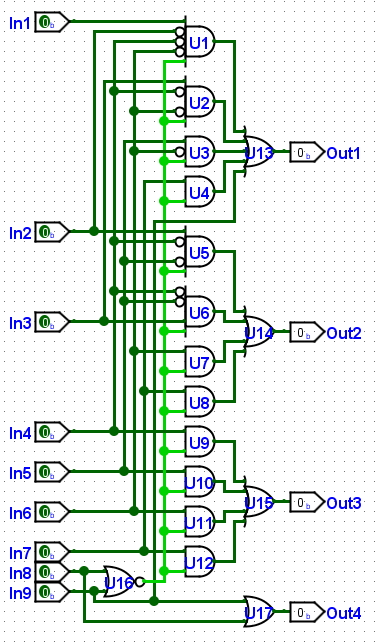 In1 0b U1
U2
U3 U13 0b Out1
U4
In2 0b
U5
In3 0b U6 U14 0b Out2
U7
U8
In4 0b U9
In5 0b U10
U15 0b Out3
In6 0b U11
In7 0b U12
In8 0b U16
In9 0b
U17 0b Out4